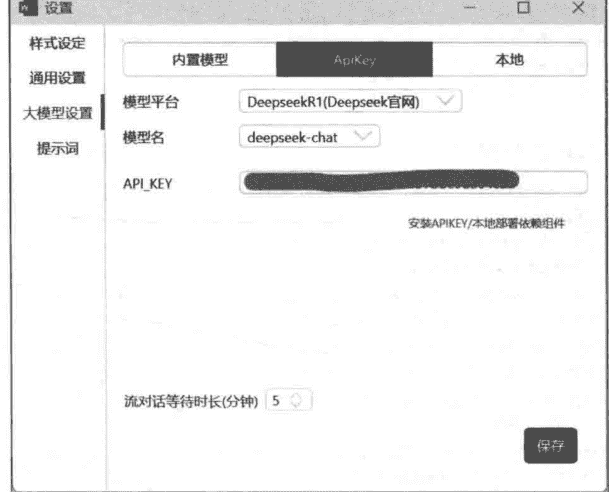 设置
样式设定
通用设置
大模型设置
提示词
内置模型 ApiKey 本地
模型平台 DeepseekR1(Deepseek官网)
模型名 deepseek-chat
API_KEY
安装APIKEY/本地部署依赖组件
流对话等待时长(分钟) 5
保存